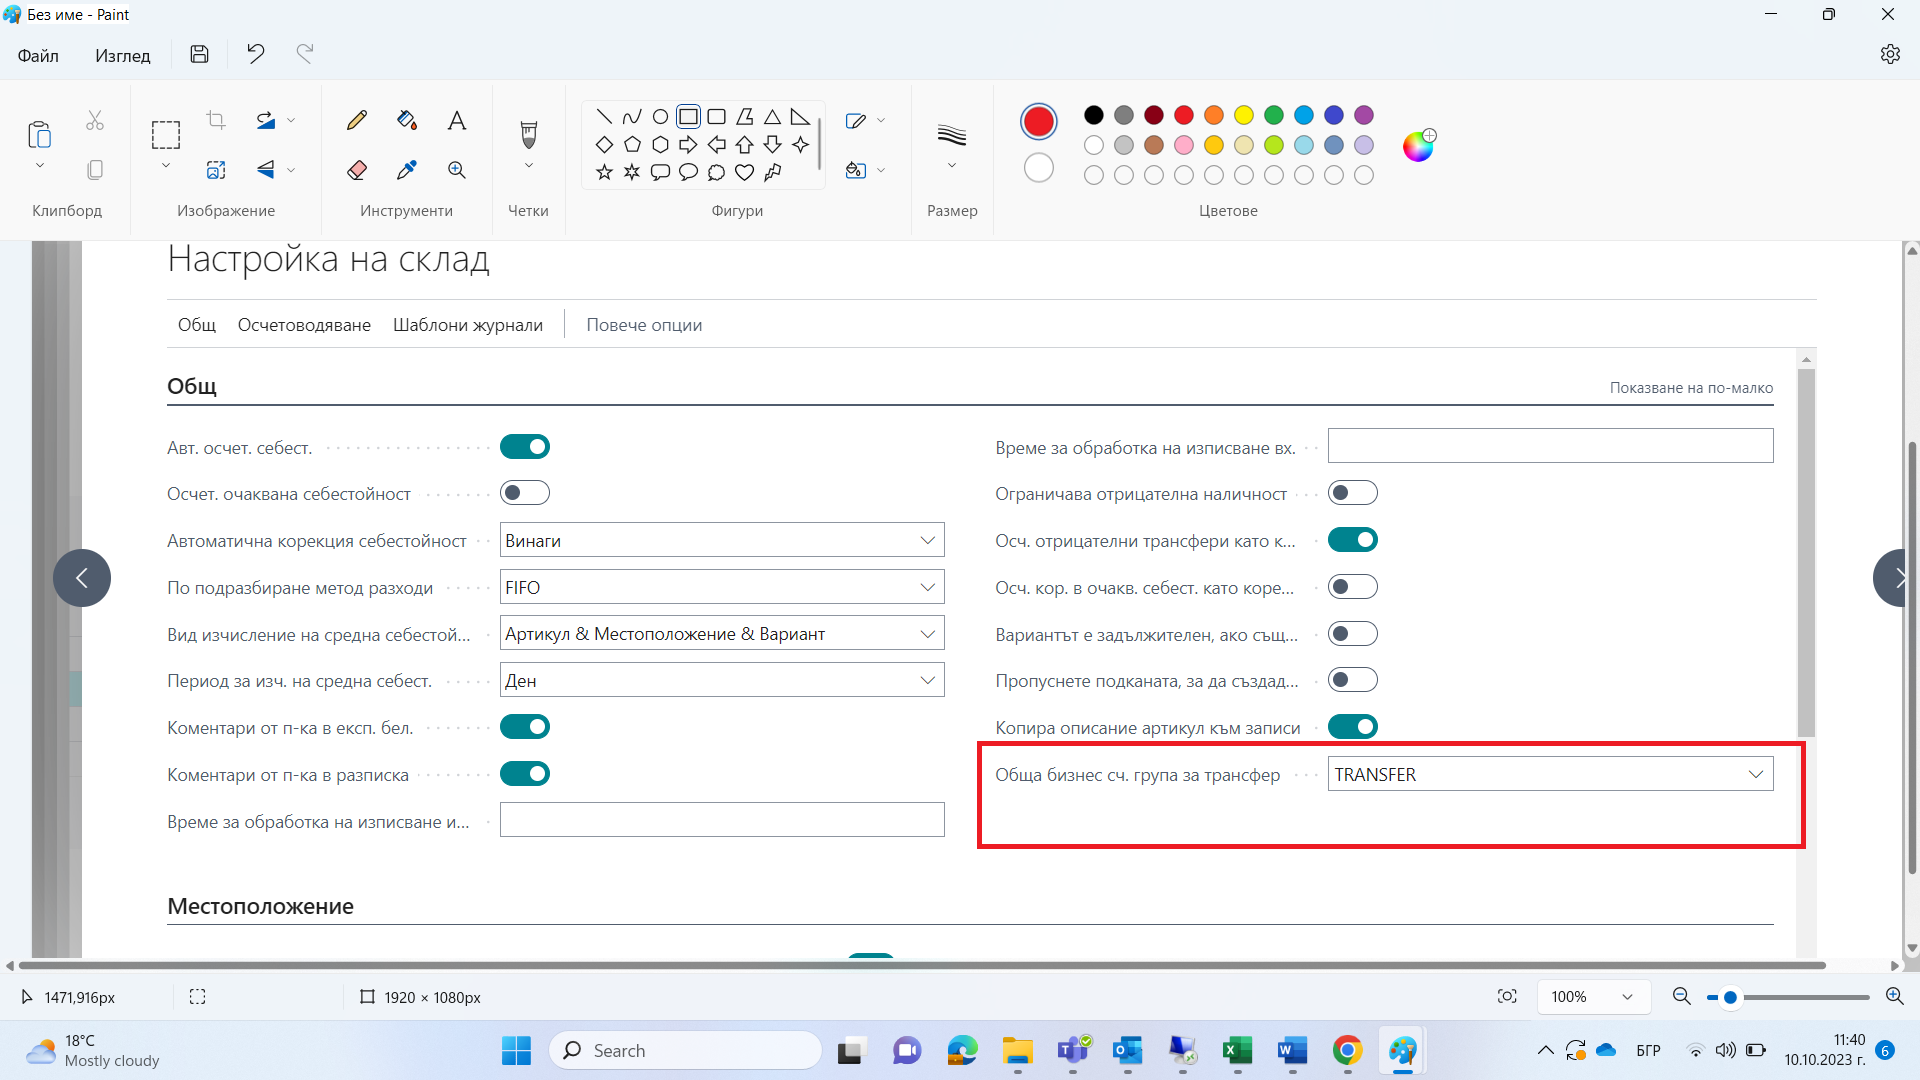 Без име - Paint
Файл Изглед
Клипборд Изображение Инструменти Четки Фигури Размер Цветове
Настройка на склад
Общ Осчетоводяване Шаблони журнали Повече опции
Общ Показване на по-малко
Авт. осчет. себест. Време за обработка на изписване вх.
Осчет. очаквана себестойност Ограничава отрицателна наличност
Автоматична корекция себестойност Винаги Осч. отрицателни трансфери като к...
По подразбиране метод разходи FIFO Осч. кор. в очакв. себест. като коре...
Вид изчисление на средна себестой... Артикул & Местоположение & Вариант Вариантът е задължителен, ако същ...
Период за изч. на средна себест. Ден Пропуснете подканата, за да създад...
Коментари от п-ка в експ. бел. Копира описание артикул към записи
Коментари от п-ка в разписка Обща бизнес сч. група за трансфер TRANSFER
Време за обработка на изписване и...
Местоположение
1471,916px 1920 × 1080px 100%
18°C
Mostly cloudy
Search
БГР
11:40
10.10.2023 г.
6